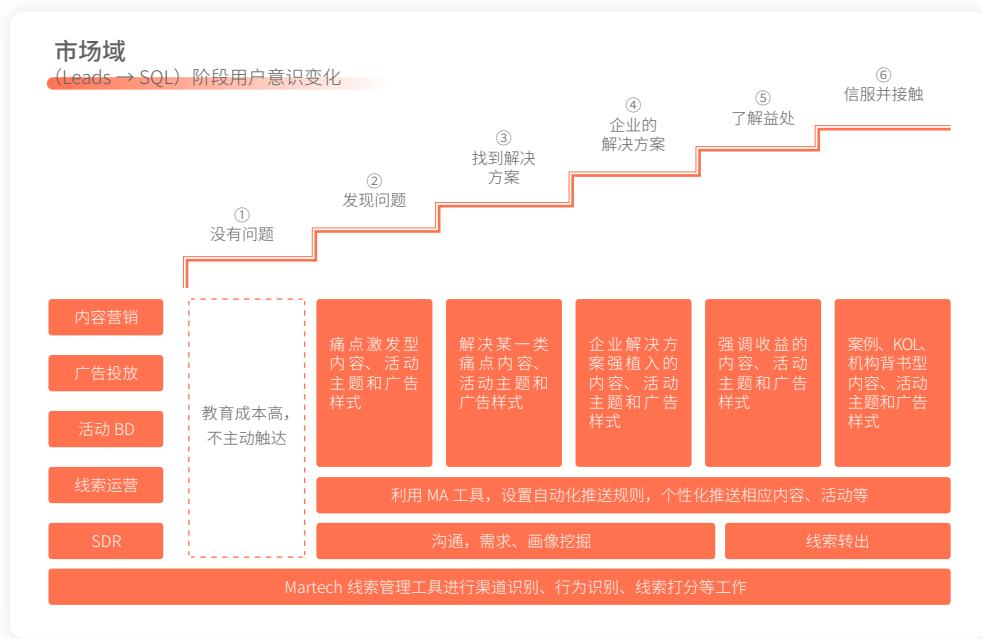 市场域
（Leads → SQL）阶段用户意识变化
①
没有问题
②
发现问题
③
找到解决
方案
④
企业的
解决方案
⑤
了解益处
⑥
信服并接触
内容营销
广告投放
活动 BD
线索运营
SDR
教育成本高，
不主动触达
痛点激发型
内容、活动
主题和广告
样式
解决某一类
痛点内容、
活动主题和
广告样式
企业解决方
案强植入的
内容、活动
主题和广告
样式
强调收益的
内容、活动
主题和广告
样式
案例、KOL、
机构背书型
内容、活动
主题和广告
样式
利用 MA 工具，设置自动化推送规则，个性化推送相应内容、活动等
沟通，需求、画像挖掘
线索转出
Martech 线索管理工具进行渠道识别、行为识别、线索打分等工作